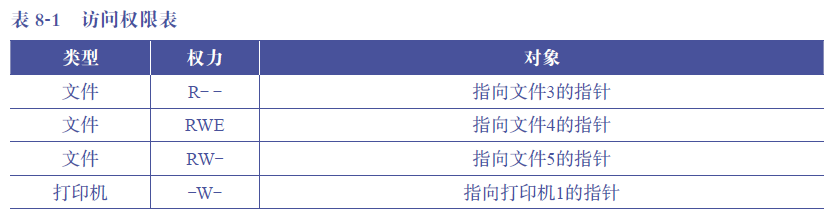 表 8-1 访问权限表
类型 权力 对象
文件 R-- 指向文件3的指针
文件 RWE 指向文件4的指针
文件 RW- 指向文件5的指针
打印机 -W- 指向打印机1的指针